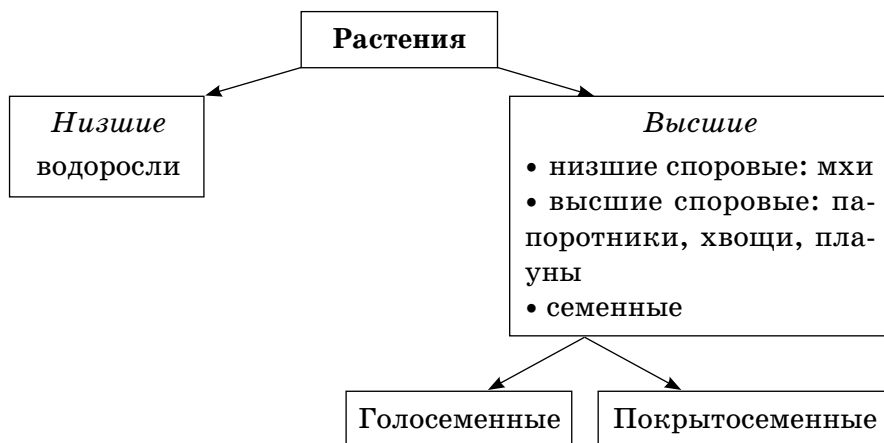 Растения
Низшие
водоросли
Высшие
• низшие споровые: мхи
• высшие споровые: па-
поротники, хвощи, пла-
уны
• семенные
Голосеменные
Покрытосеменные